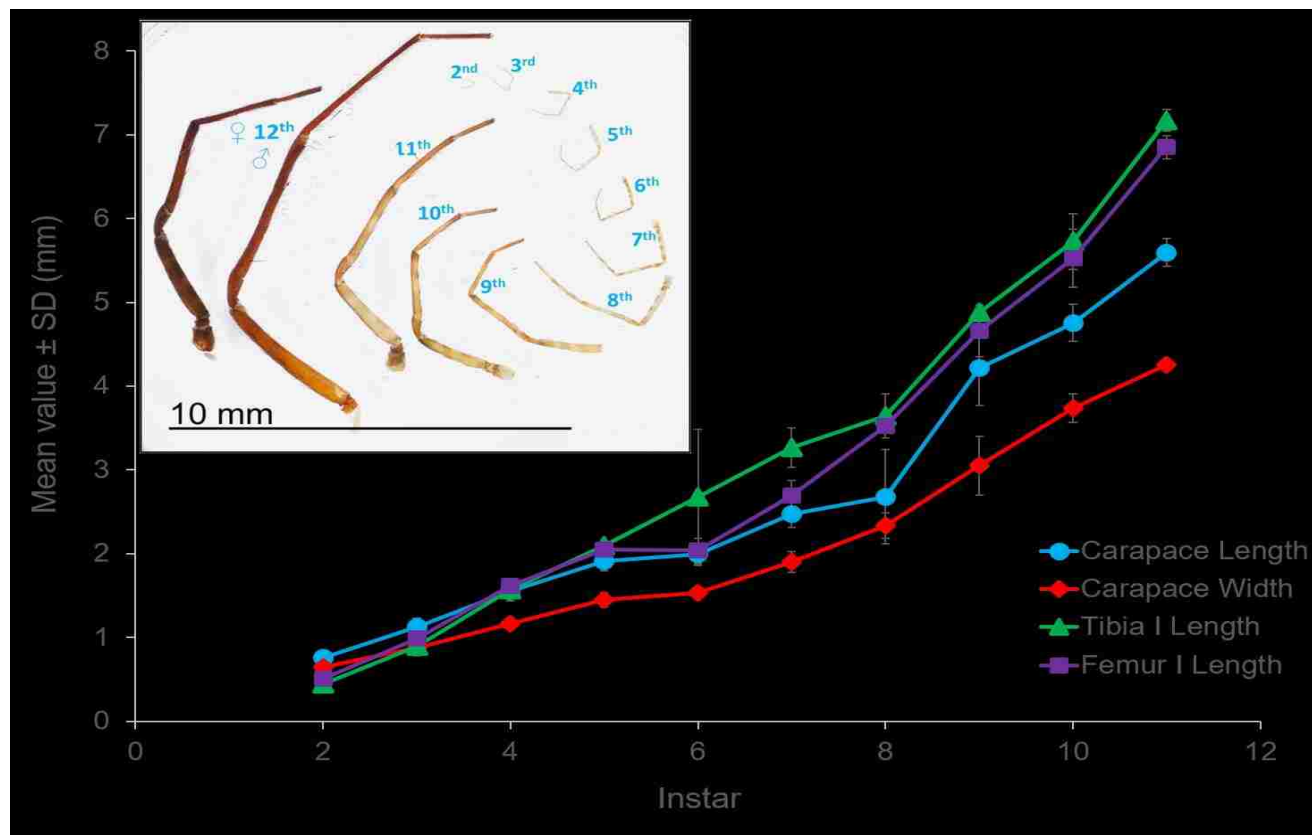 8
7
6
5
4
3
2
1
0
Mean value ± SD (mm)
2nd
3rd
4th
5th
6th
7th
8th
9th
10th
11th
♀ 12th
♂
10 mm
Carapace Length
Carapace Width
Tibia I Length
Femur I Length
0 2 4 6 8 10 12
Instar